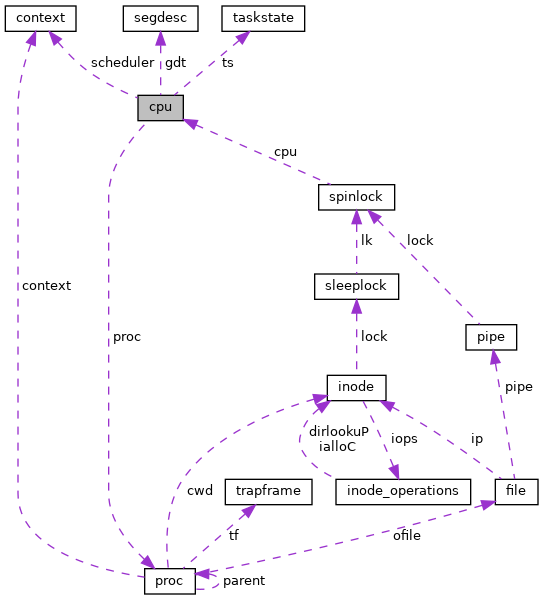 context
segdesc
taskstate
scheduler
gdt
ts
cpu
cpu
spinlock
lk
lock
context
sleeplock
proc
lock
pipe
inode
pipe
dirlookuP
ialloC
iops
ip
cwd
trapframe
inode_operations
file
tf
ofile
proc
parent